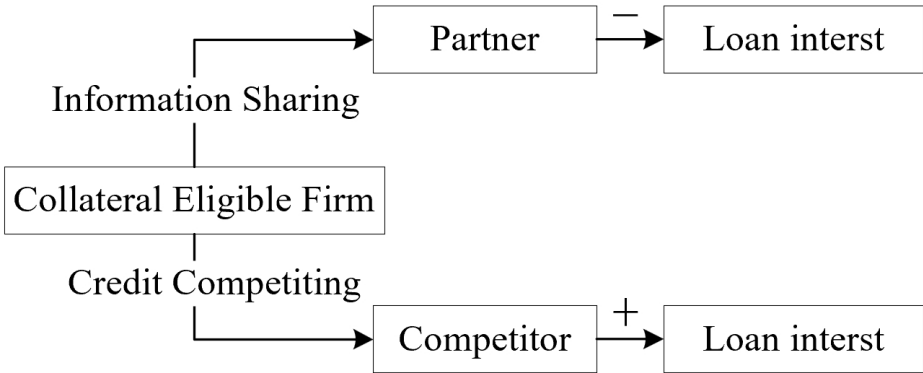 Partner
−
Loan interst
Information Sharing
Collateral Eligible Firm
Credit Competiting
Competitor
+
Loan interst